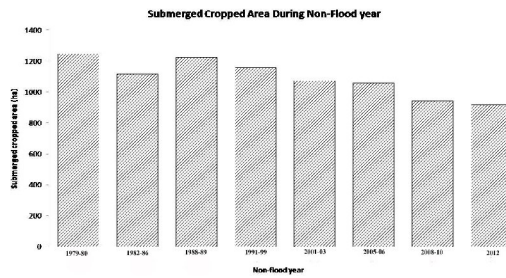 Submerged Cropped Area During Non-Flood year
Submerged cropped area (ha)
1400
1200
1000
800
600
400
200
0
1979-80 1982-86 1988-89 1991-99 2001-03 2005-06 2008-10 2012
Non-flood year